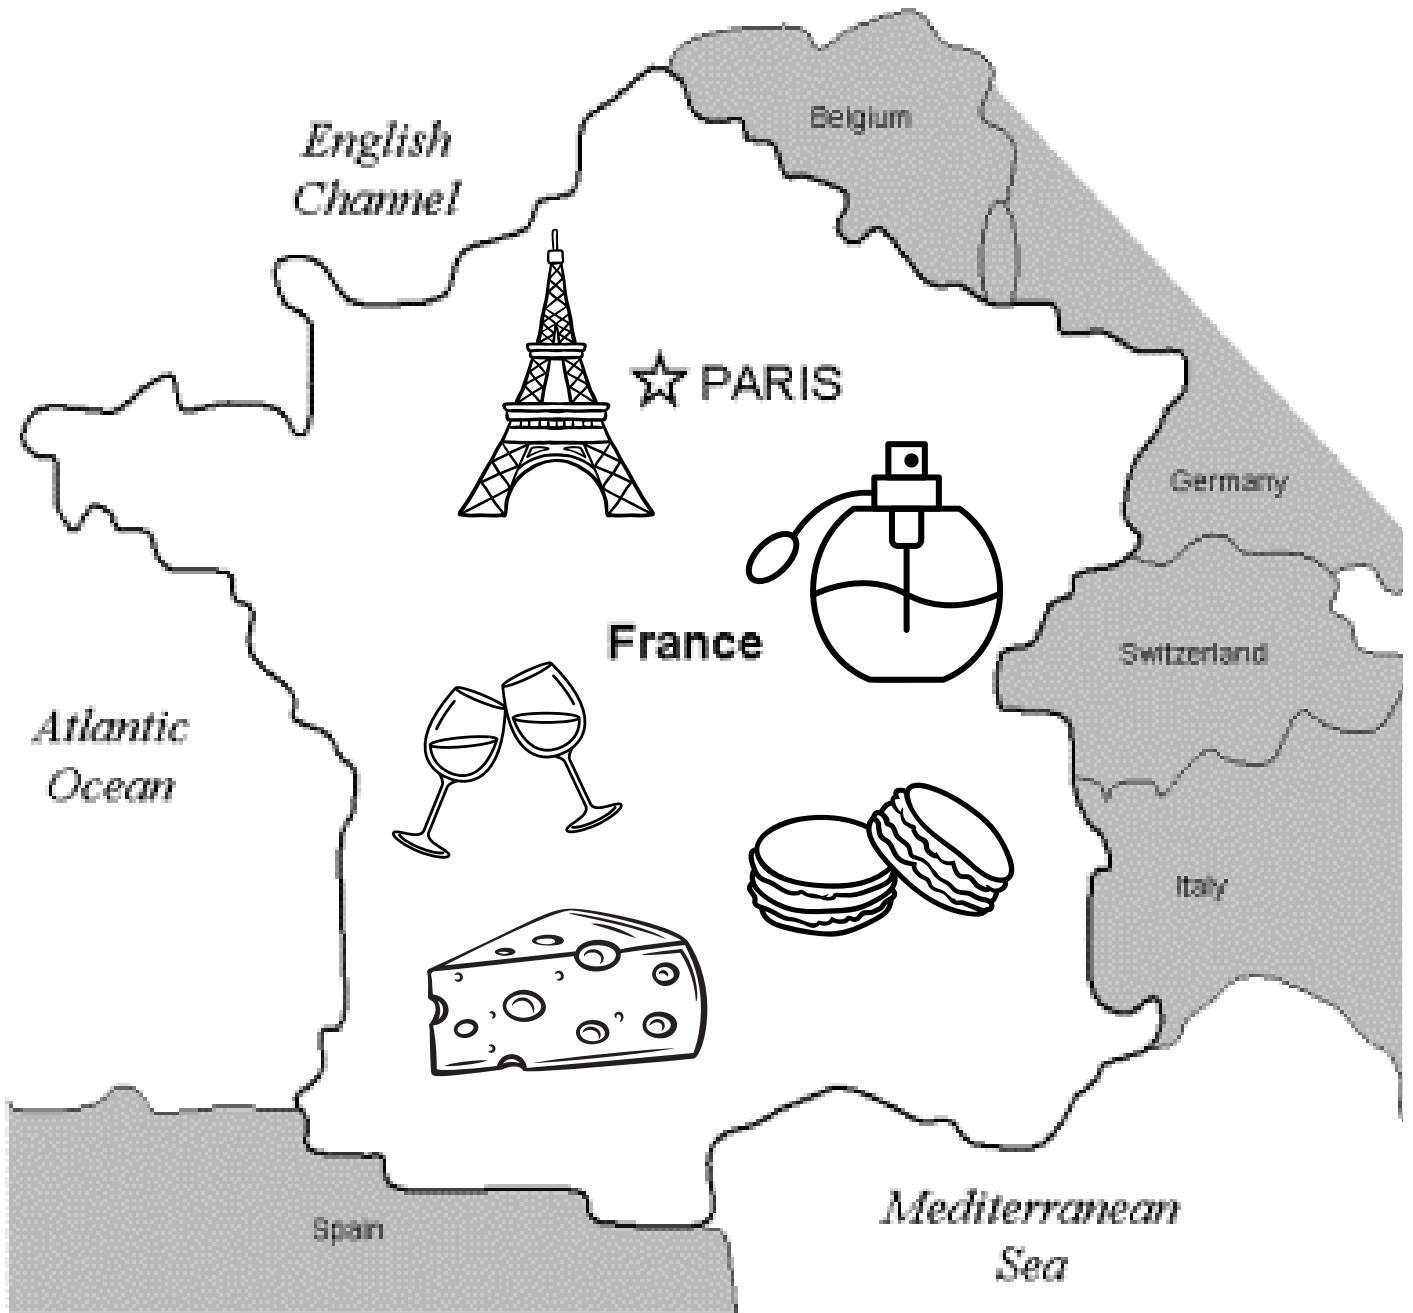 Belgium
English
Channel
PARIS
Germany
France
Switzerland
Atlantic
Ocean
Italy
Mediterranean
Sea
Spain